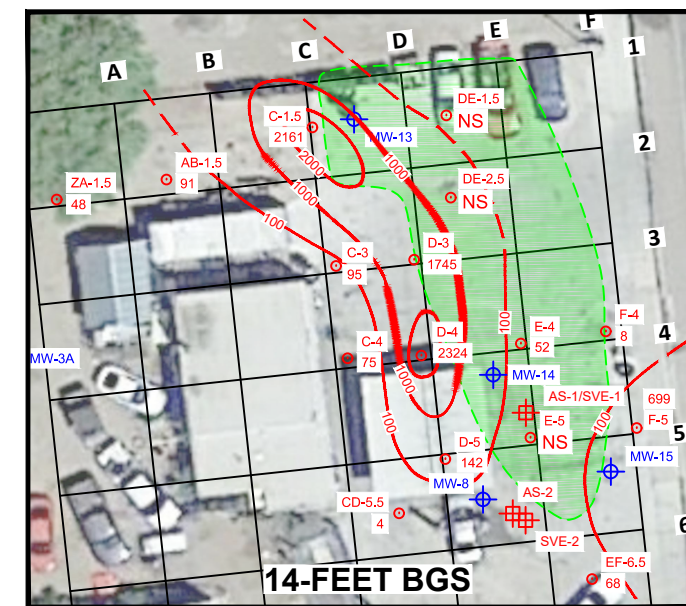 A
B
C
D
E
F
1
2
3
4
5
6
C-1.5
2161
2000
MW-13
1000
DE-1.5
NS
ZA-1.5
48
AB-1.5
91
100
1000
DE-2.5
NS
C-3
95
D-3
1745
MW-3A
C-4
75
D-4
2324
1000
100
E-4
52
F-4
8
MW-14
AS-1/SVE-1
699
F-5
100
E-5
NS
100
D-5
142
MW-15
MW-8
AS-2
CD-5.5
4
SVE-2
EF-6.5
68
14-FEET BGS